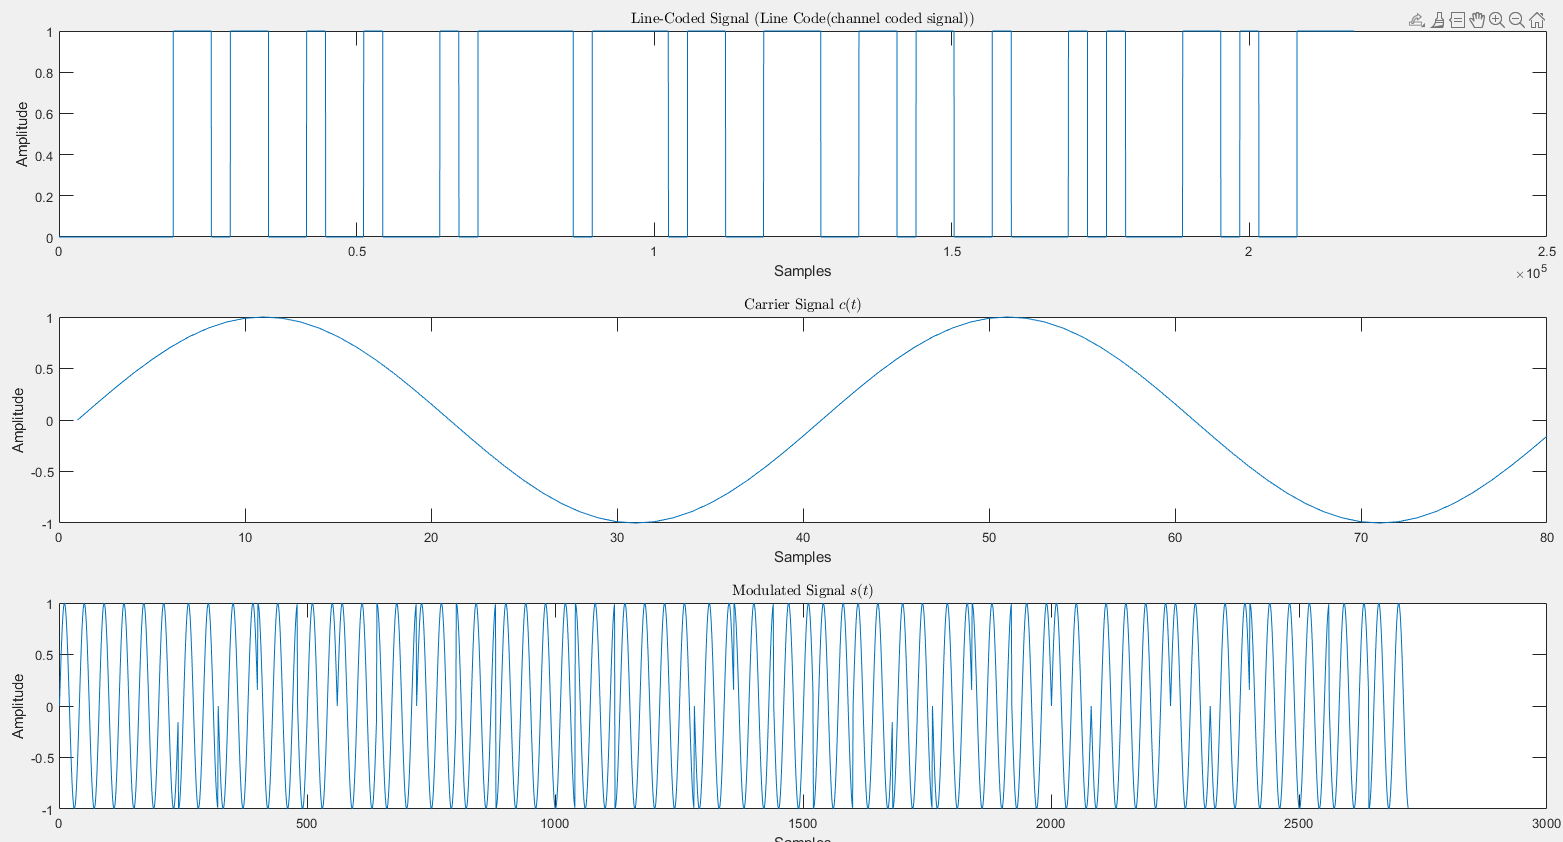 Line-Coded Signal (Line Code(channel coded signal))
1
0.8
0.6
0.4
0.2
0
Amplitude
0 0.5 1 1.5 2 2.5
Samples
×10^5
Carrier Signal c(t)
1
0.5
0
-0.5
-1
Amplitude
0 10 20 30 40 50 60 70 80
Samples
Modulated Signal s(t)
1
0.5
0
-0.5
-1
Amplitude
0 500 1000 1500 2000 2500 3000
Samples